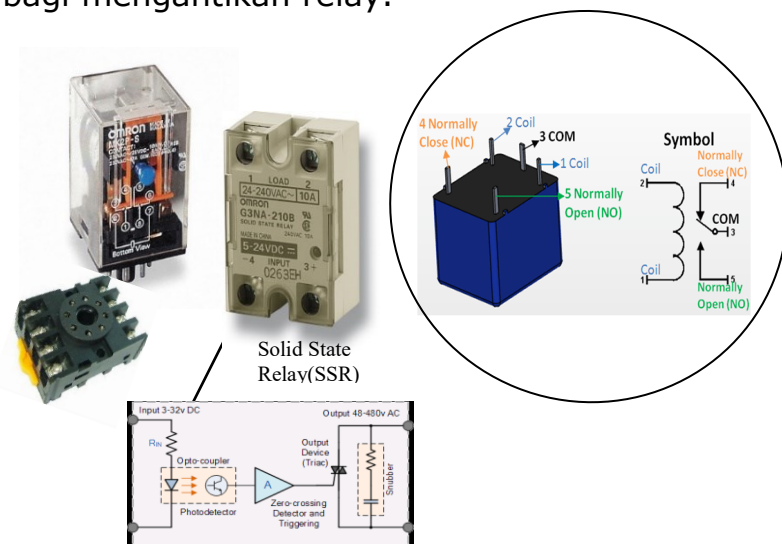 bagi mengantikan relay.
OMRON
MK2P-S
Bottom View
1 LOAD 2
24-240VAC~ 10A
OMRON
G3NA-210B
SOLID STATE RELAY
MADE IN CHINA
5-24VDC =
-4 INPUT 3+
0263EH
Solid State
Relay(SSR)
4 Normally
Close (NC)
2 Coil
3 COM
1 Coil
5 Normally
Open (NO)
Symbol
Coil
2
Normally
Close (NC)
4
COM
3
Coil
1
5
Normally
Open (NO)
Input 3-32v DC
Output 48-480v AC
RIN
Opto-coupler
Photodetector
A
Zero-crossing
Detector and
Triggering
Output
Device
(Triac)
Snubber